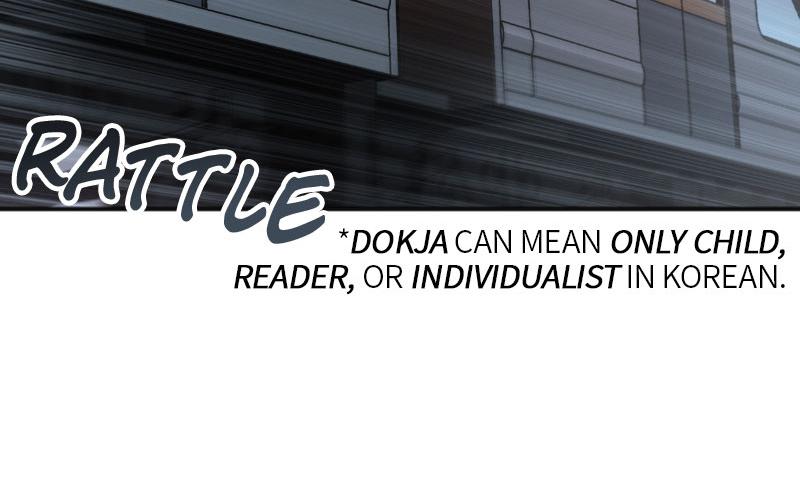 RATTLE
*DOKJA CAN MEAN ONLY CHILD,
READER, OR INDIVIDUALIST IN KOREAN.